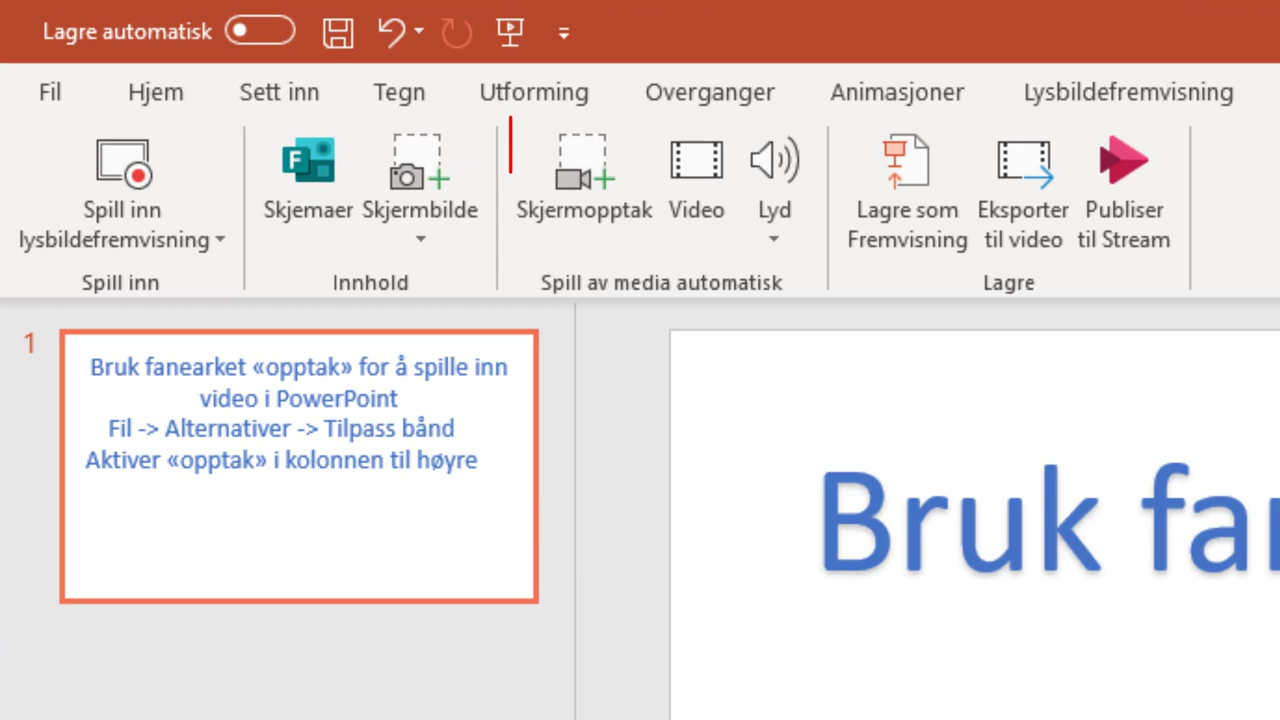 Lagre automatisk
Fil Hjem Sett inn Tegn Utforming Overganger Animasjoner Lysbildefremvisning
Spill inn
lysbildefremvisning
Skjemaer
Skjermbilde
Skjermopptak
Video
Lyd
Lagre som
Fremvisning
Eksporter
til video
Publiser
til Stream
Spill inn
Innhold
Spill av media automatisk
Lagre
1
Bruk fanearket «opptak» for å spille inn
video i PowerPoint
Fil -> Alternativer -> Tilpass bånd
Aktiver «opptak» i kolonnen til høyre
Bruk